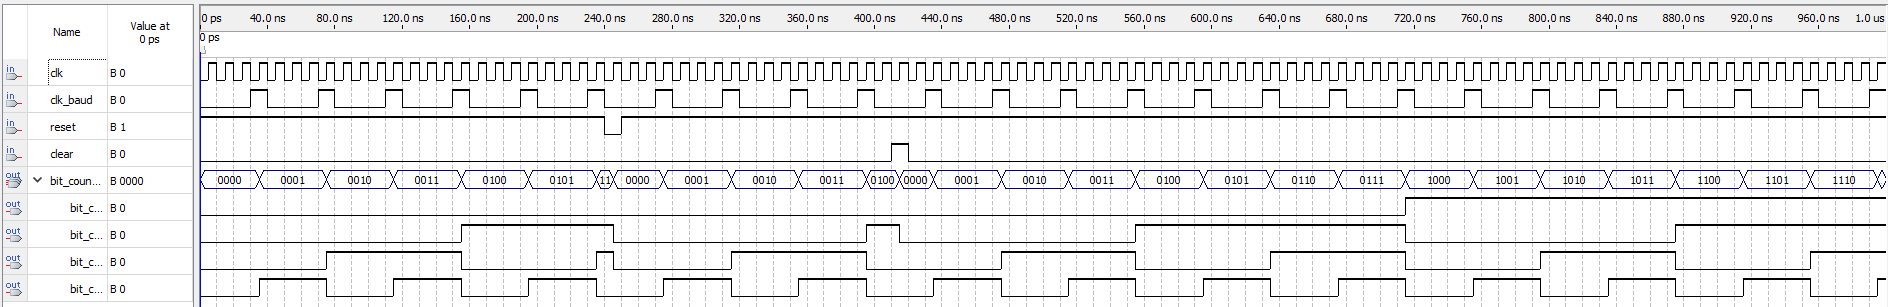 Name
Value at
0 ps
0 ps 40.0 ns 80.0 ns 120.0 ns 160.0 ns 200.0 ns 240.0 ns 280.0 ns 320.0 ns 360.0 ns 400.0 ns 440.0 ns 480.0 ns 520.0 ns 560.0 ns 600.0 ns 640.0 ns 680.0 ns 720.0 ns 760.0 ns 800.0 ns 840.0 ns 880.0 ns 920.0 ns 960.0 ns 1.0 us
0 ps
in clk B 0
in clk_baud B 0
in reset B 1
in clear B 0
out bit_coun... B 0000 0000 0001 0010 0011 0100 0101 11 0000 0001 0010 0011 0100 0000 0001 0010 0011 0100 0101 0110 0111 1000 1001 1010 1011 1100 1101 1110
out bit_c... B 0
out bit_c... B 0
out bit_c... B 0
out bit_c... B 0